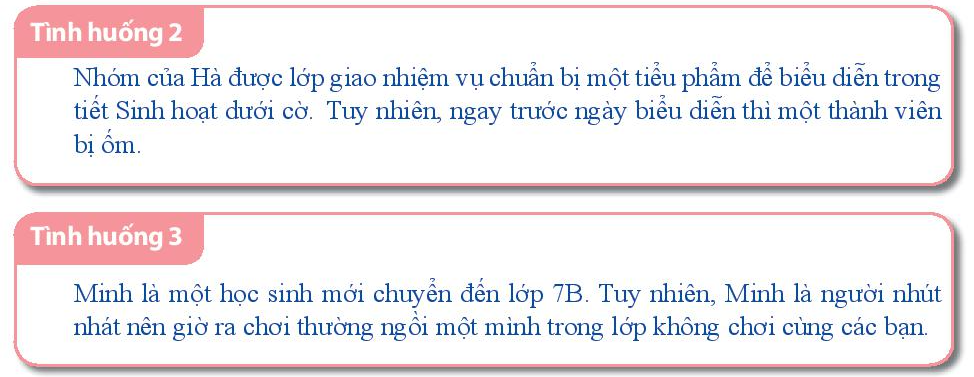 Tình huống 2
Nhóm của Hà được lớp giao nhiệm vụ chuẩn bị một tiểu phẩm để biểu diễn trong
tiết Sinh hoạt dưới cờ. Tuy nhiên, ngay trước ngày biểu diễn thì một thành viên
bị ốm.
Tình huống 3
Minh là một học sinh mới chuyển đến lớp 7B. Tuy nhiên, Minh là người nhút
nhát nên giờ ra chơi thường ngồi một mình trong lớp không chơi cùng các bạn.